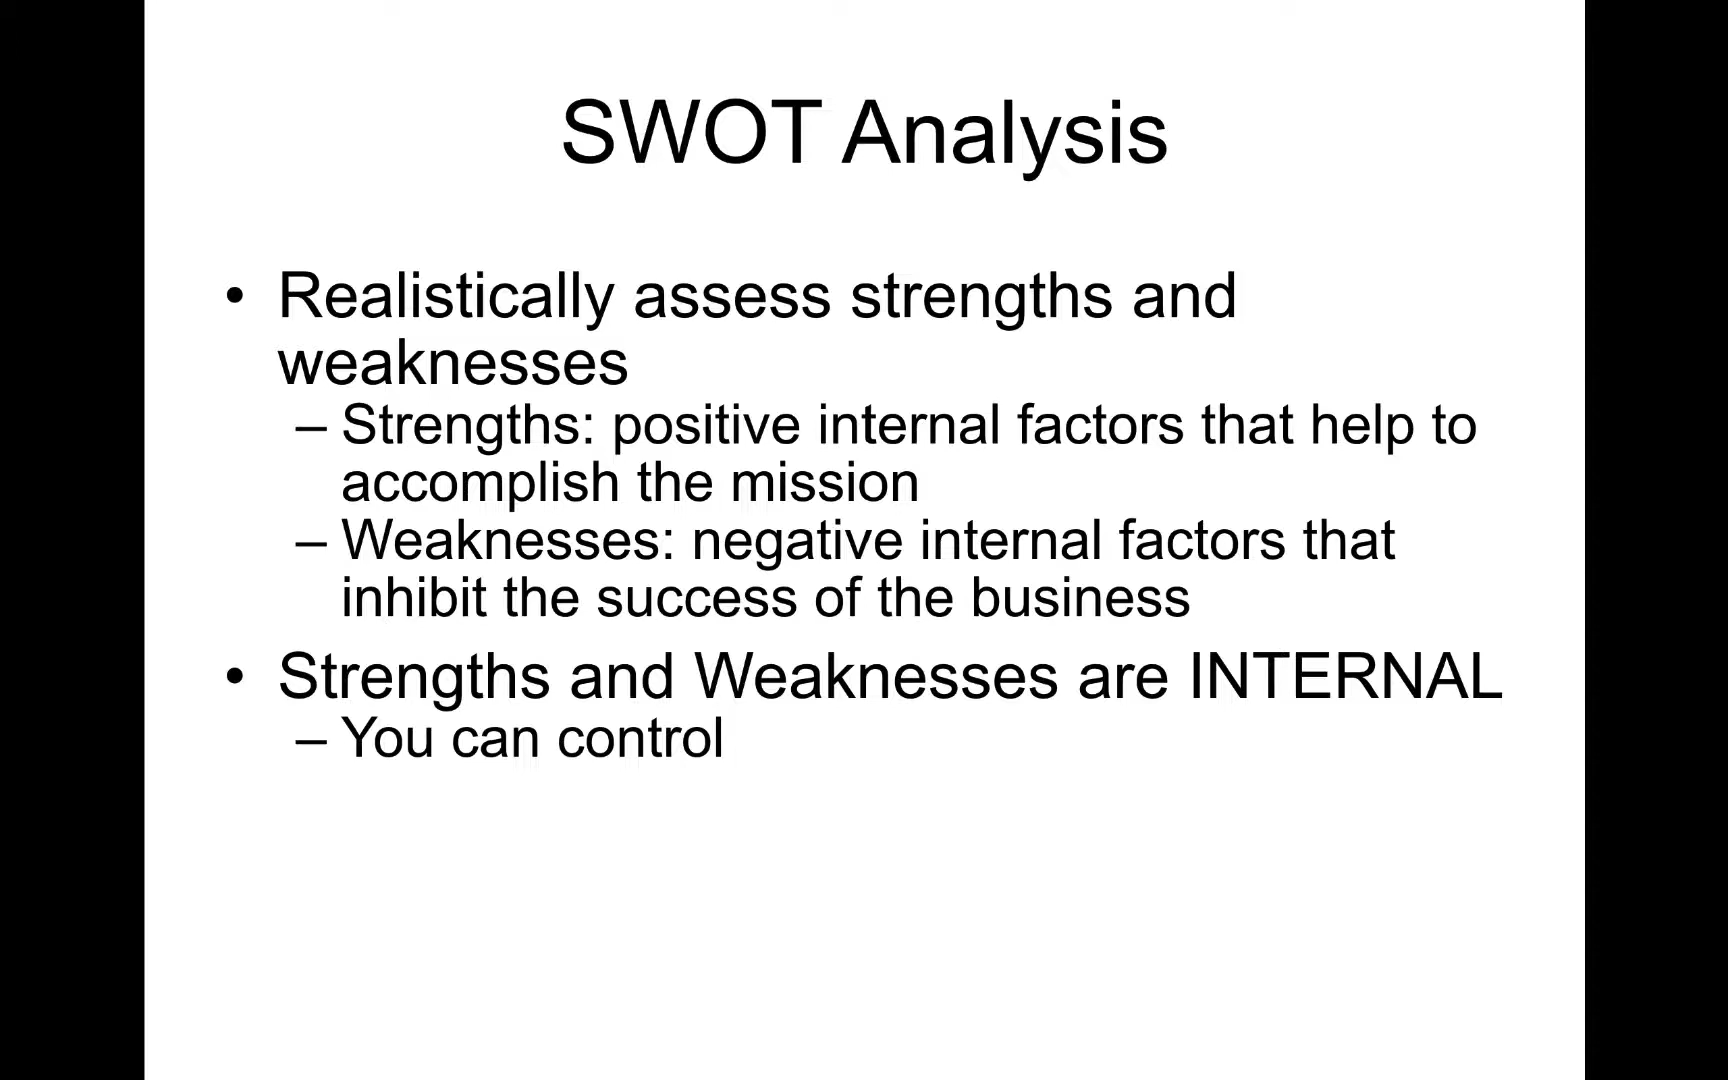 SWOT Analysis
• Realistically assess strengths and
weaknesses
– Strengths: positive internal factors that help to
accomplish the mission
– Weaknesses: negative internal factors that
inhibit the success of the business
• Strengths and Weaknesses are INTERNAL
– You can control